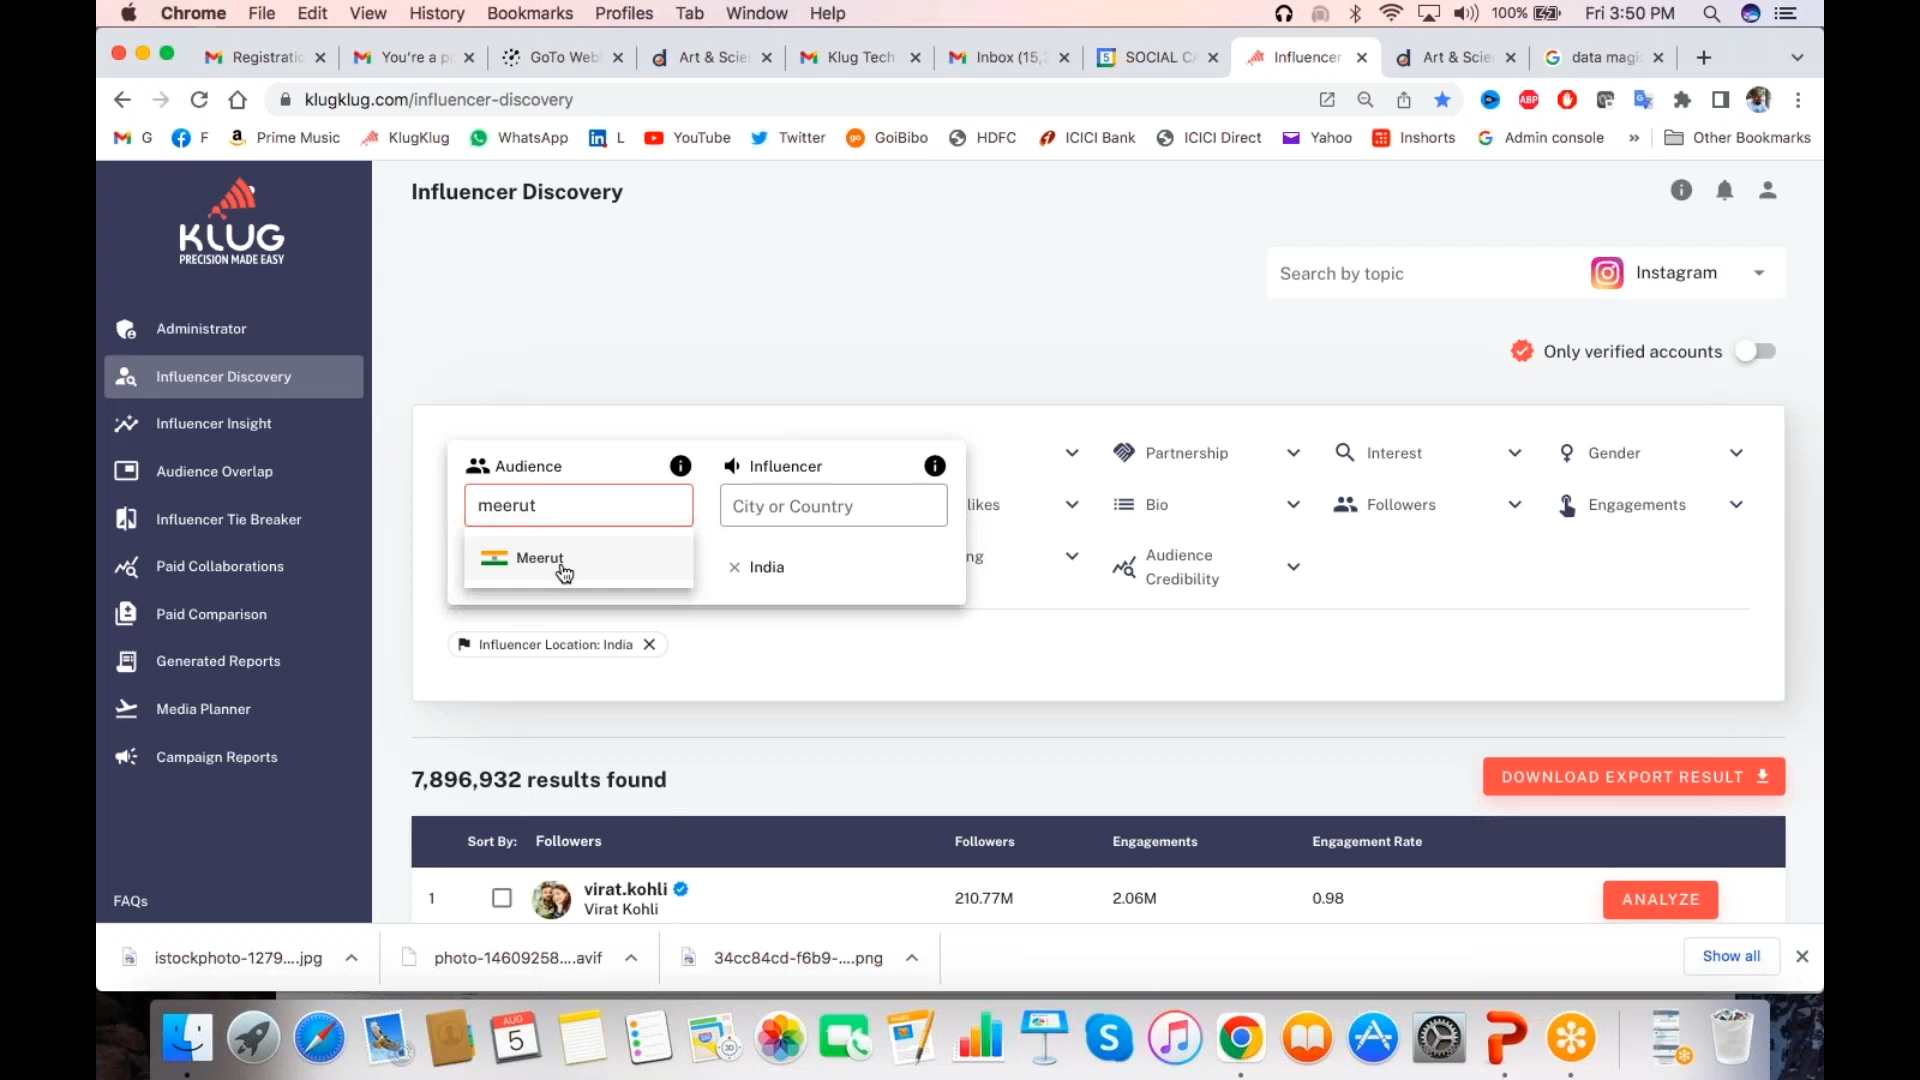 Chrome File Edit View History Bookmarks Profiles Tab Window Help 100% Fri 3:50 PM
Registratio You're a pa GoTo Web Art & Scie Klug Tech Inbox (15, SOCIAL CA Influencer Art & Scie data magi
klugklug.com/influencer-discovery ABP
G F Prime Music KlugKlug WhatsApp L YouTube Twitter GoiBibo HDFC ICICI Bank ICICI Direct Yahoo Inshorts Admin console » Other Bookmarks
KLUG
PRECISION MADE EASY
Administrator
Influencer Discovery
Influencer Insight
Audience Overlap
Influencer Tie Breaker
Paid Collaborations
Paid Comparison
Generated Reports
Media Planner
Campaign Reports
FAQs
Influencer Discovery
Search by topic Instagram
Only verified accounts
Audience Influencer Partnership Interest Gender
meerut City or Country likes Bio Followers Engagements
Meerut India ng Audience
Credibility
Influencer Location: India
7,896,932 results found DOWNLOAD EXPORT RESULT
Sort By: Followers Followers Engagements Engagement Rate
1 virat.kohli 210.77M 2.06M 0.98 ANALYZE
Virat Kohli
istockphoto-1279....jpg photo-14609258....avif 34cc84cd-f6b9-....png Show all
AUG
5